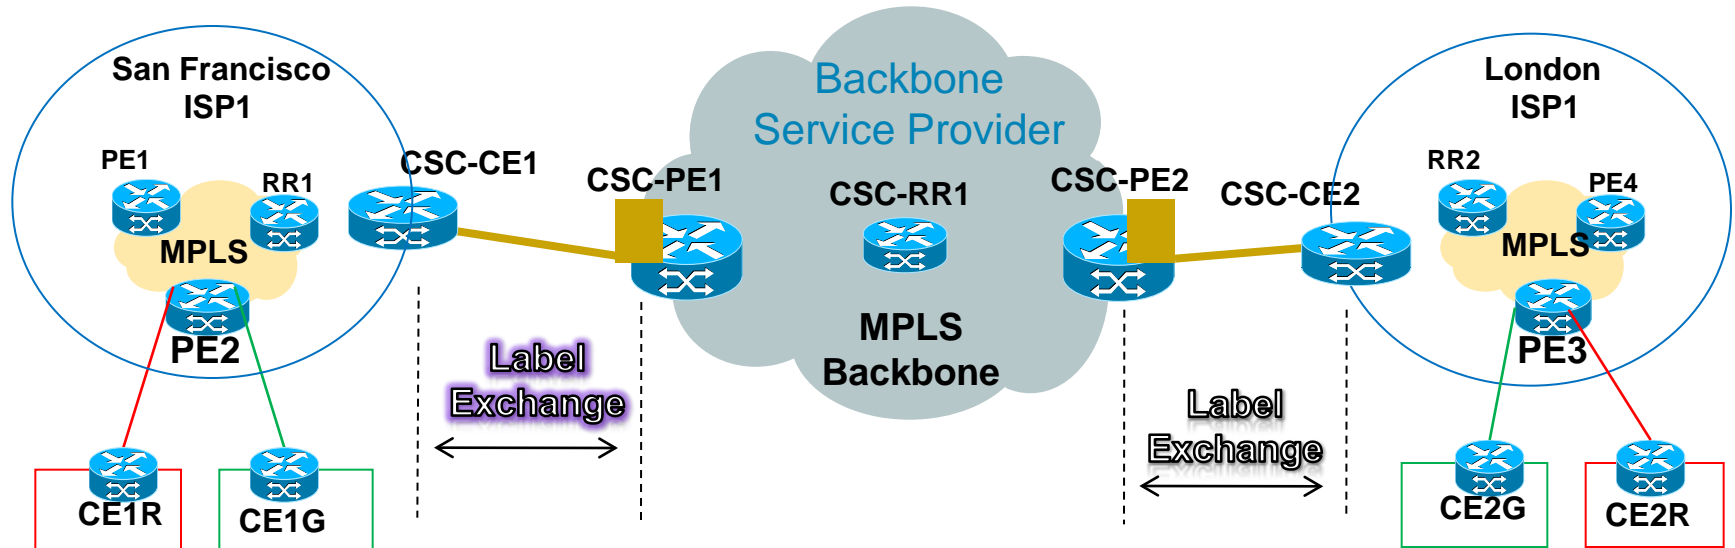 San Francisco
ISP1
PE1
RR1
MPLS
PE2
CE1R
CE1G
CSC-CE1
Label
Exchange
CSC-PE1
Backbone
Service Provider
CSC-RR1
MPLS
Backbone
CSC-PE2
CSC-CE2
Label
Exchange
London
ISP1
RR2
PE4
MPLS
PE3
CE2G
CE2R